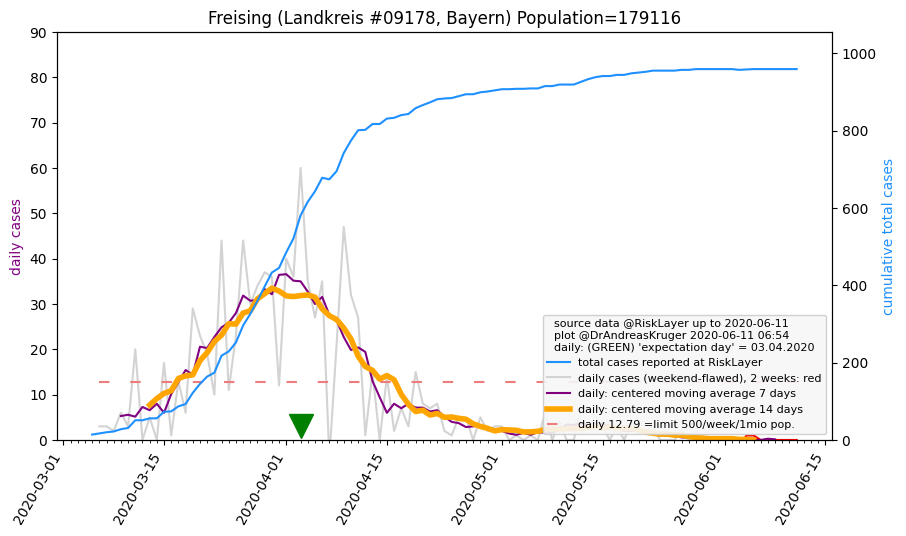 Freising (Landkreis #09178, Bayern) Population=179116
daily cases
90
80
70
60
50
40
30
20
10
0
1000
800
600
400
200
0
cumulative total cases
source data @RiskLayer up to 2020-06-11
plot @DrAndreasKruger 2020-06-11 06:54
daily: (GREEN) 'expectation day' = 03.04.2020
total cases reported at RiskLayer
daily cases (weekend-flawed), 2 weeks: red
daily: centered moving average 7 days
daily: centered moving average 14 days
daily 12.79 =limit 500/week/1mio pop.
2020-03-01
2020-03-15
2020-04-01
2020-04-15
2020-05-01
2020-05-15
2020-06-01
2020-06-15